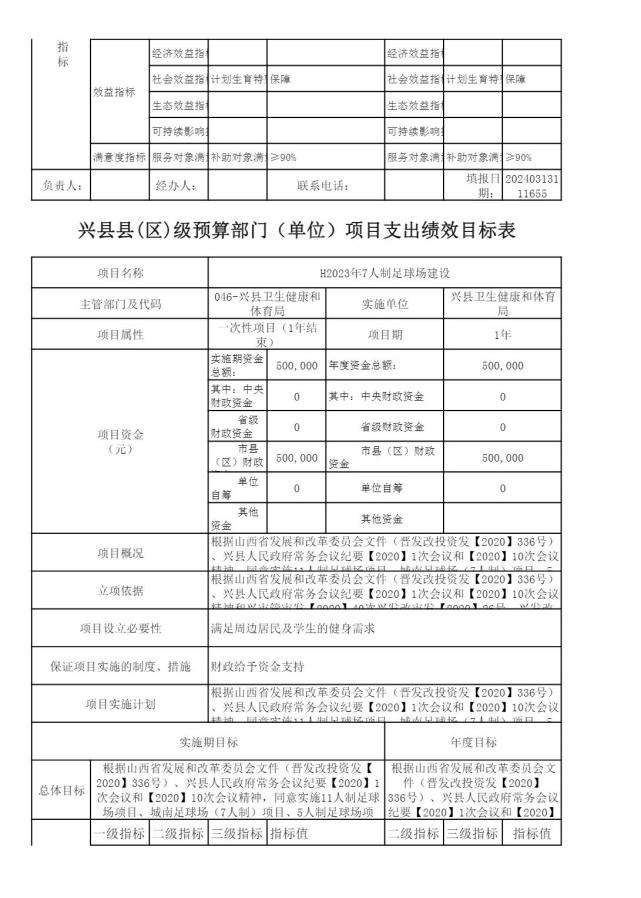 指
标
效益指标
经济效益指
经济效益指
社会效益指 计划生育特 保障
社会效益指 计划生育特 保障
生态效益指
生态效益指
可持续影响
可持续影响
满意度指标 服务对象满 补助对象满 ≥90%
服务对象满 补助对象满 ≥90%
负责人: 经办人: 联系电话: 填报日期: 20240313111655
兴县县(区)级预算部门（单位）项目支出绩效目标表
项目名称 H2023年7人制足球场建设
主管部门及代码 046-兴县卫生健康和体育局 实施单位 兴县卫生健康和体育局
项目属性 一次性项目（1年结束） 项目期 1年
项目资金
（元）
实施期资金总额: 500,000 年度资金总额: 500,000
其中: 中央财政资金 0 其中: 中央财政资金 0
省级财政资金 0 省级财政资金 0
市县（区）财政 500,000 市县（区）财政资金 500,000
单位自筹 0 单位自筹 0
其他资金 其他资金
项目概况
根据山西省发展和改革委员会文件（晋发改投资发【2020】336号）
、兴县人民政府常务会议纪要【2020】1次会议和【2020】10次会议
立项依据
根据山西省发展和改革委员会文件（晋发改投资发【2020】336号）
、兴县人民政府常务会议纪要【2020】1次会议和【2020】10次会议
项目设立必要性 满足周边居民及学生的健身需求
保证项目实施的制度、措施 财政给予资金支持
项目实施计划
根据山西省发展和改革委员会文件（晋发改投资发【2020】336号）
、兴县人民政府常务会议纪要【2020】1次会议和【2020】10次会议
实施期目标 年度目标
总体目标
根据山西省发展和改革委员会文件（晋发改投资发【
2020】336号）、兴县人民政府常务会议纪要【2020】1
次会议和【2020】10次会议精神，同意实施11人制足球
场项目、城南足球场（7人制）项目、5人制足球场项
根据山西省发展和改革委员会文
件（晋发改投资发【2020】
336号）、兴县人民政府常务会议
纪要【2020】1次会议和【2020】
一级指标 二级指标 三级指标 指标值 二级指标 三级指标 指标值